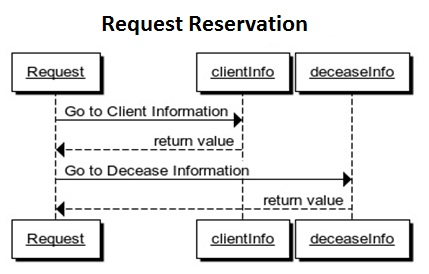 Request Reservation
Request clientInfo deceaseInfo
Go to Client Information
return value
Go to Decease Information
return value
Request clientInfo deceaseInfo